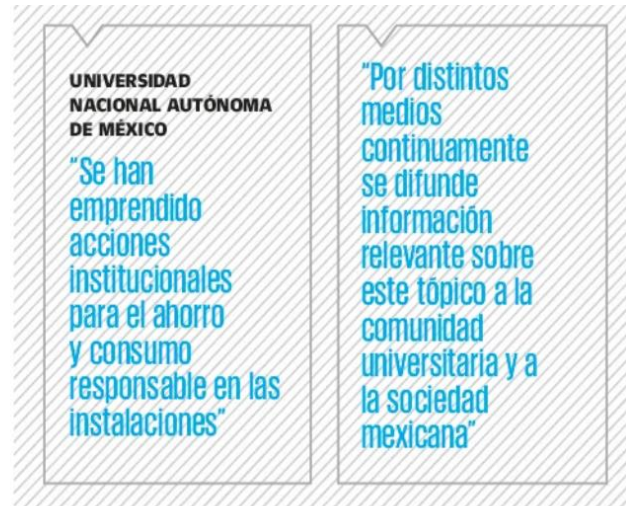 UNIVERSIDAD
NACIONAL AUTÓNOMA
DE MÉXICO
"Se han
emprendido
acciones
institucionales
para el ahorro
y consumo
responsable en las
instalaciones"
"Por distintos
medios
continuamente
se difunde
información
relevante sobre
este tópico a la
comunidad
universitaria y a
la sociedad
mexicana"